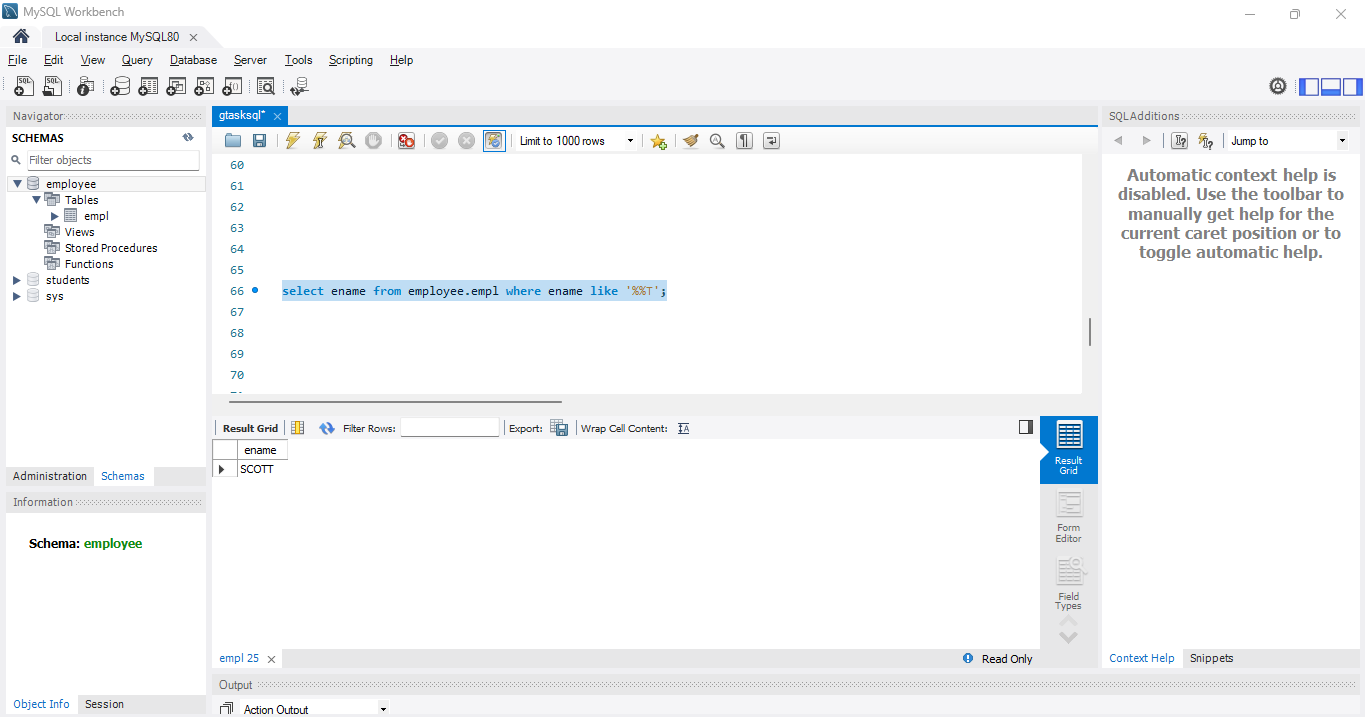 MySQL Workbench
Local instance MySQL80
File Edit View Query Database Server Tools Scripting Help
Navigator
SCHEMAS
Filter objects
employee
Tables
empl
Views
Stored Procedures
Functions
students
sys
Administration Schemas
Information
Schema: employee
Object Info Session
gtasksql*
Limit to 1000 rows
60
61
62
63
64
65
66 select ename from employee.empl where ename like '%%T';
67
68
69
70
Result Grid Filter Rows: Export: Wrap Cell Content:
ename
SCOTT
Result
Grid
Form
Editor
Field
Types
empl 25
Read Only
Output
Action Output
SQLAdditions
Jump to
Automatic context help is
disabled. Use the toolbar to
manually get help for the
current caret position or to
toggle automatic help.
Context Help Snippets